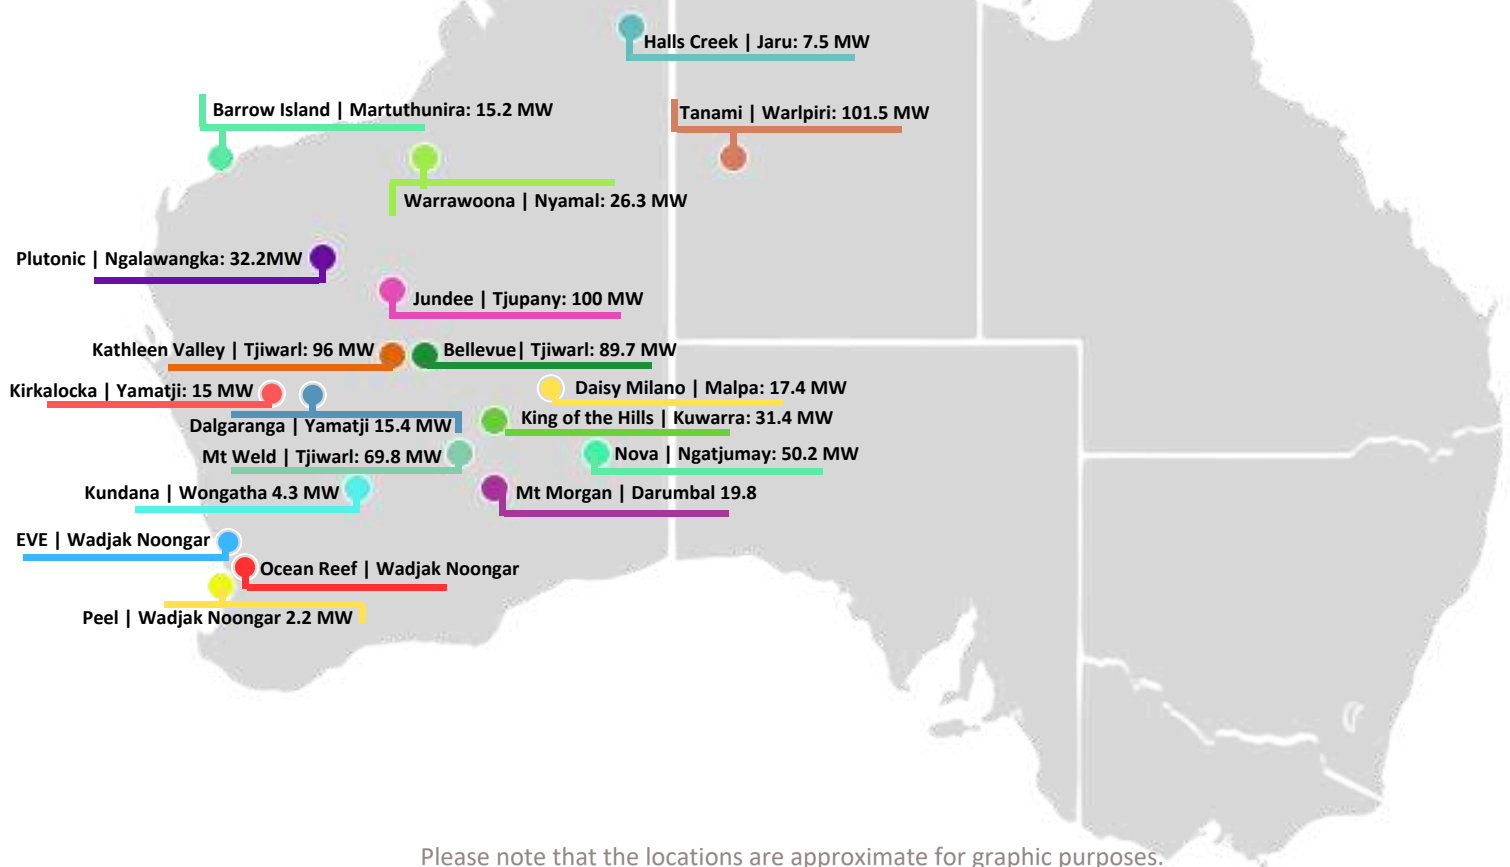 Halls Creek | Jaru: 7.5 MW
Barrow Island | Martuthunira: 15.2 MW
Tanami | Warlpiri: 101.5 MW
Warrawoona | Nyamal: 26.3 MW
Plutonic | Ngalawangka: 32.2MW
Jundee | Tjupany: 100 MW
Kathleen Valley | Tjiwarl: 96 MW
Bellevue| Tjiwarl: 89.7 MW
Kirkalocka | Yamatji: 15 MW
Daisy Milano | Malpa: 17.4 MW
Dalgaranga | Yamatji 15.4 MW
King of the Hills | Kuwarra: 31.4 MW
Mt Weld | Tjiwarl: 69.8 MW
Nova | Ngatjumay: 50.2 MW
Kundana | Wongatha 4.3 MW
Mt Morgan | Darumbal 19.8
EVE | Wadjak Noongar
Ocean Reef | Wadjak Noongar
Peel | Wadjak Noongar 2.2 MW
Please note that the locations are approximate for graphic purposes.